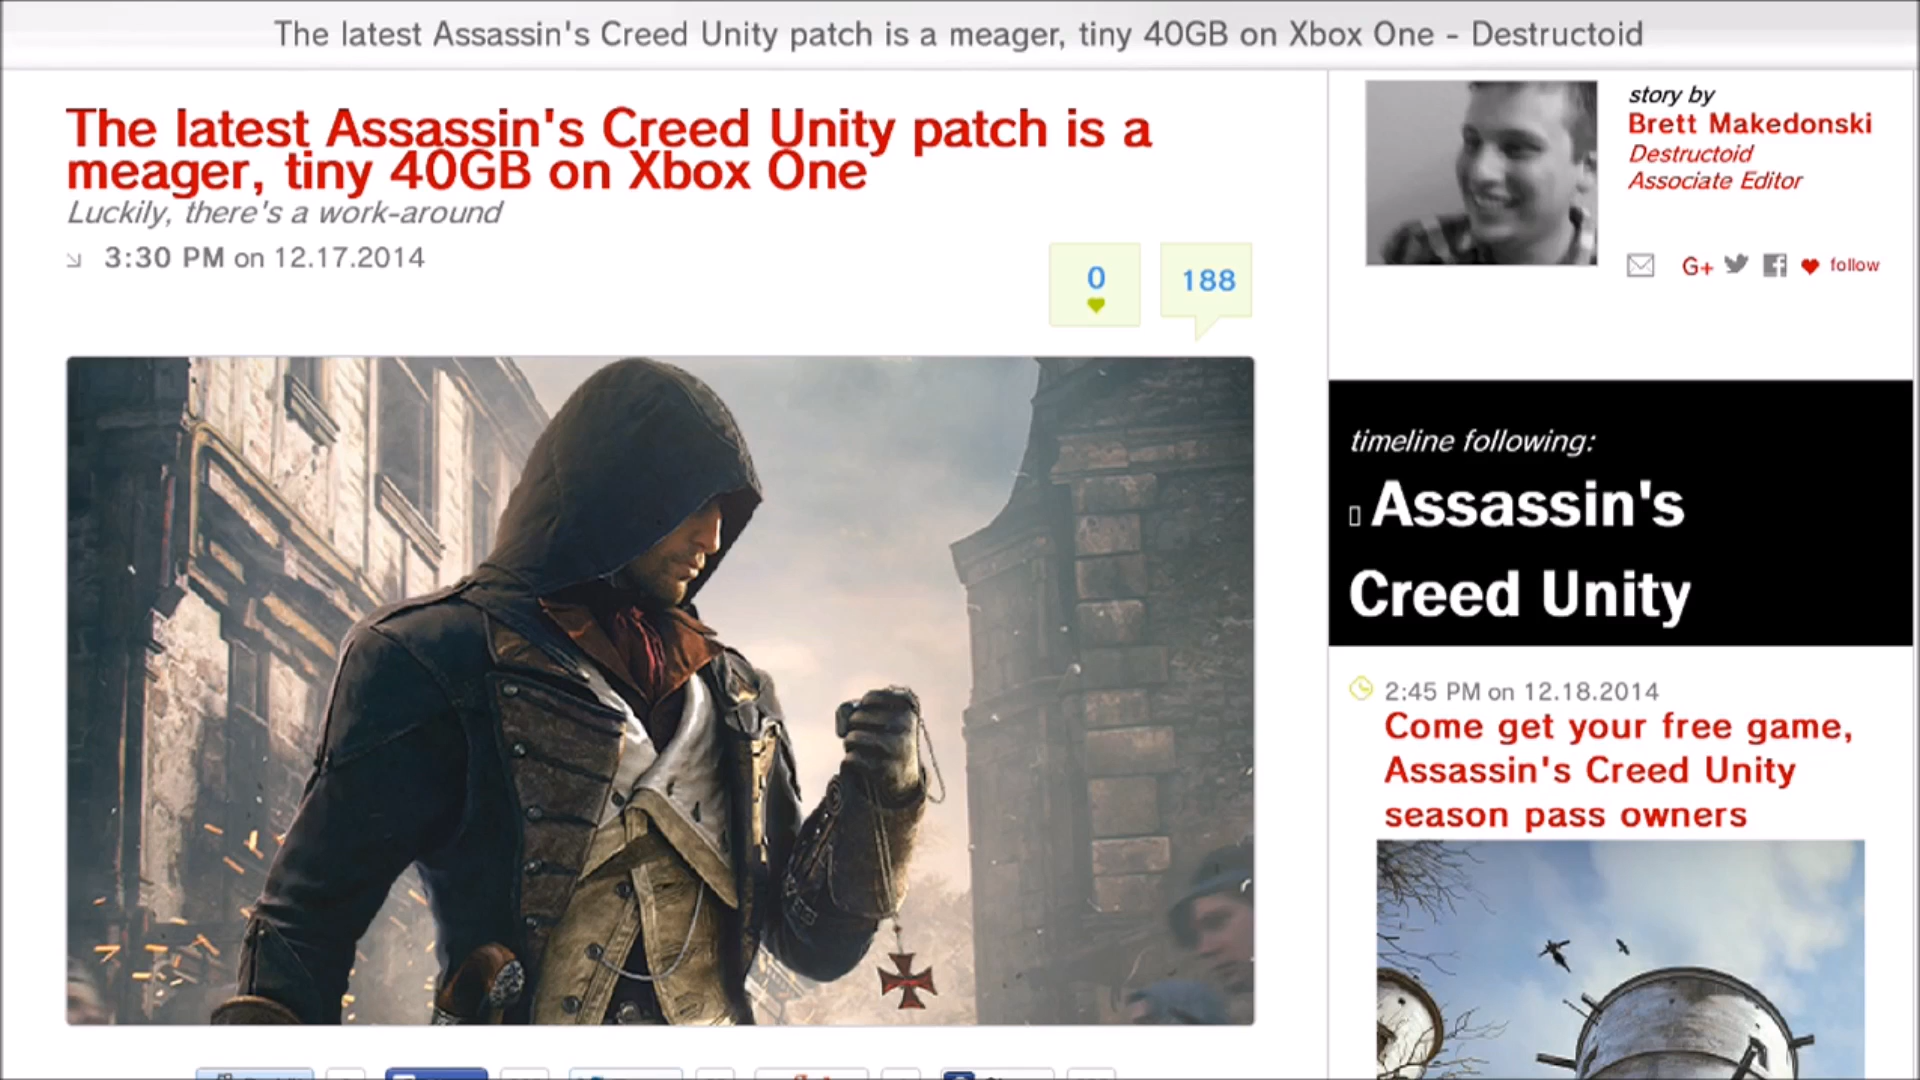 The latest Assassin's Creed Unity patch is a meager, tiny 40GB on Xbox One - Destructoid
The latest Assassin's Creed Unity patch is a
meager, tiny 40GB on Xbox One
Luckily, there's a work-around
3:30 PM on 12.17.2014
0
188
story by
Brett Makedonski
Destructoid
Associate Editor
G+
follow
timeline following:
Assassin's
Creed Unity
2:45 PM on 12.18.2014
Come get your free game,
Assassin's Creed Unity
season pass owners